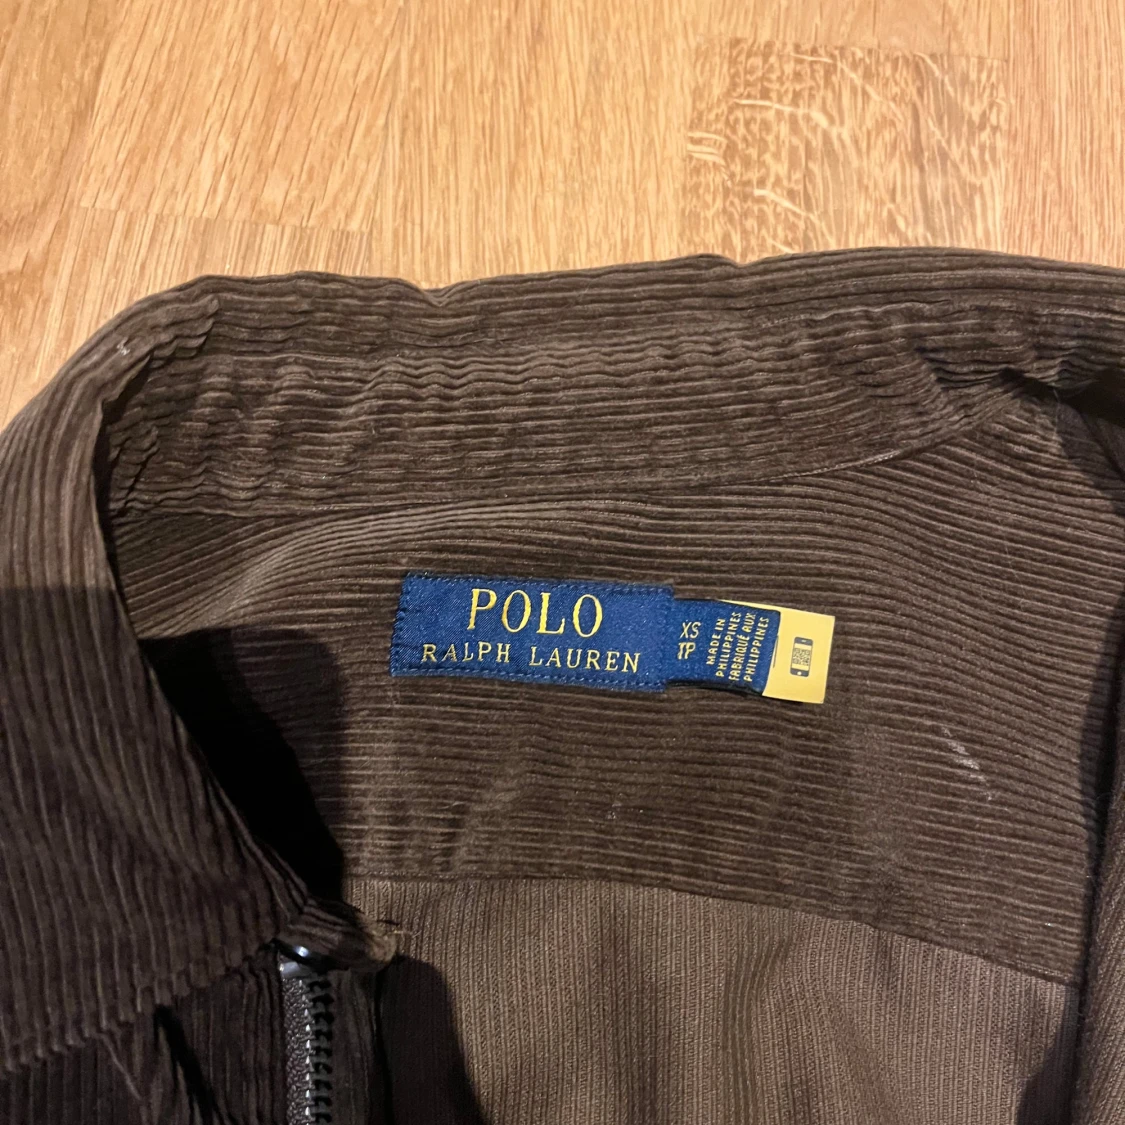 POLO
RALPH LAUREN
XS
TP
MADE IN
PHILIPPINES
FABRIQUÉ AUX
PHILIPPINES